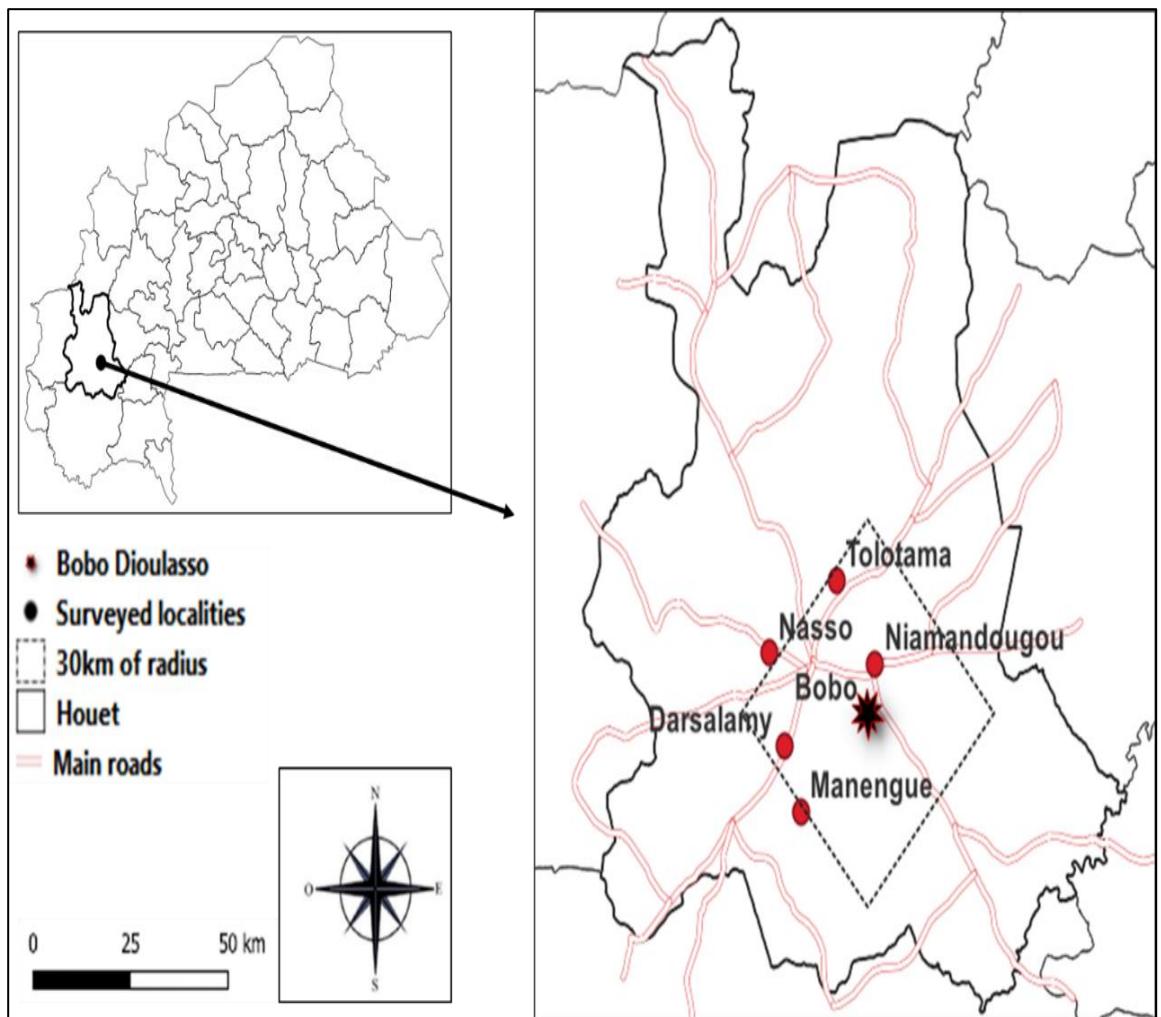 Bobo Dioulasso
Surveyed localities
30km of radius
Houet
Main roads
N
O
E
S
0 25 50 km
Tolotama
Nasso
Niamandougou
Bobo
Darsalamy
Manengue